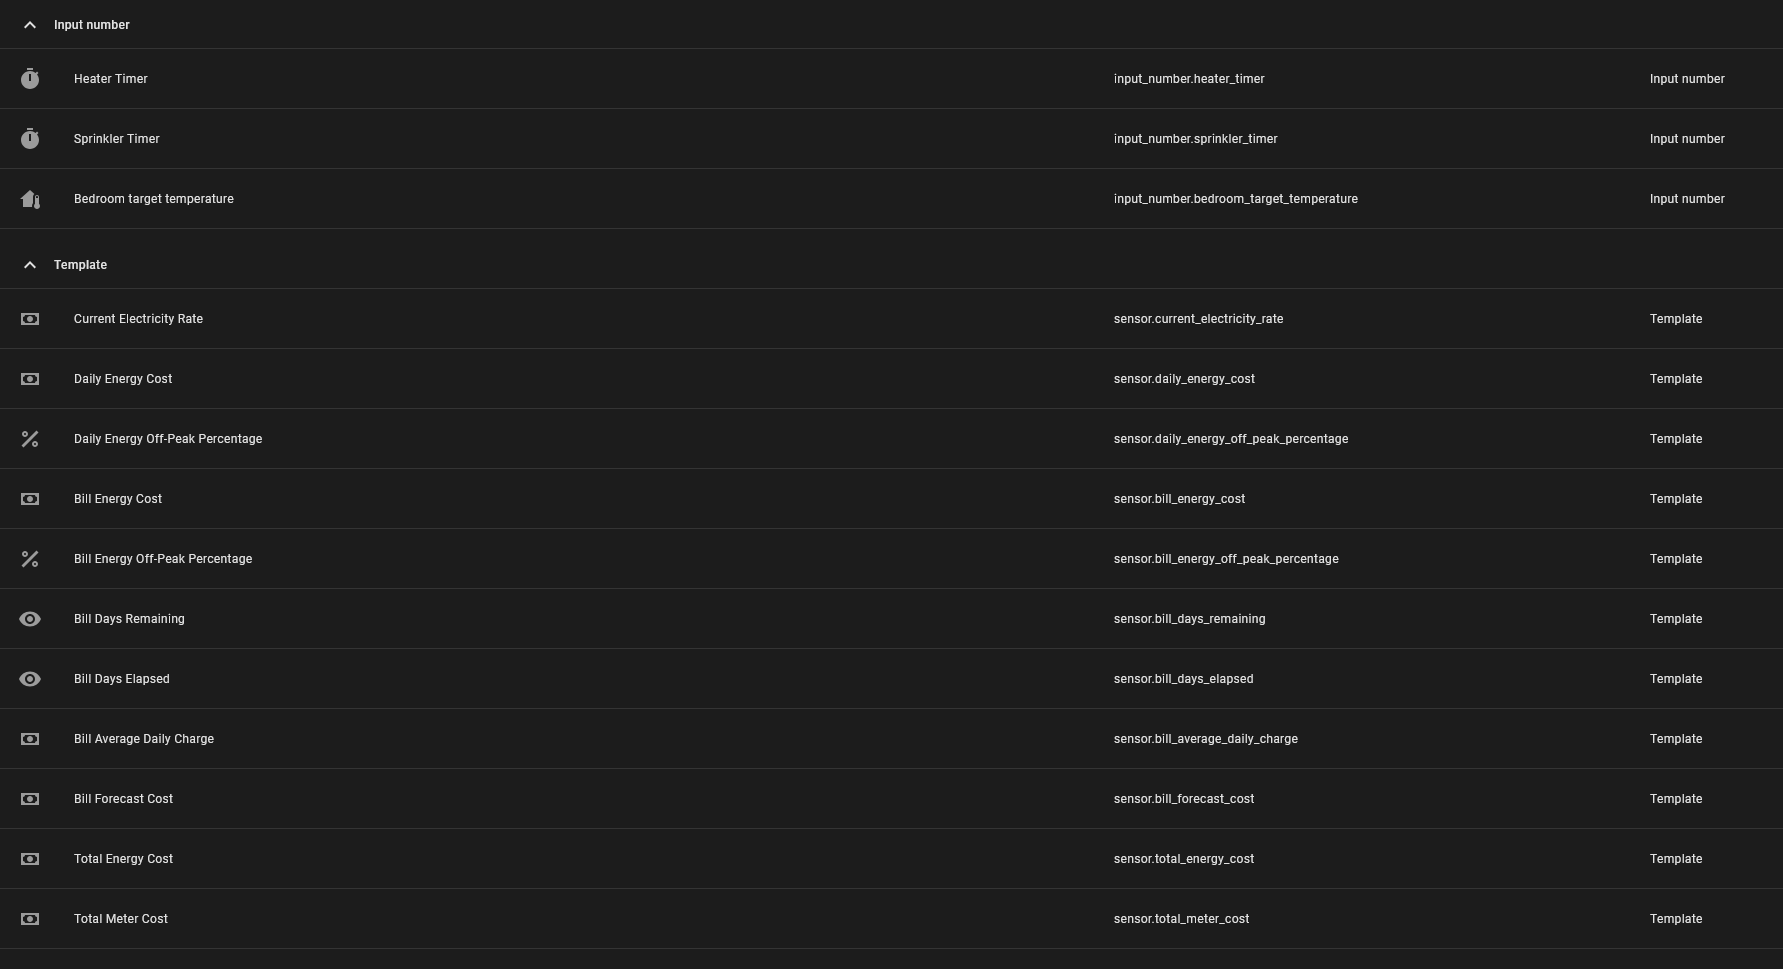 Input number
Heater Timer input_number.heater_timer Input number
Sprinkler Timer input_number.sprinkler_timer Input number
Bedroom target temperature input_number.bedroom_target_temperature Input number
Template
Current Electricity Rate sensor.current_electricity_rate Template
Daily Energy Cost sensor.daily_energy_cost Template
Daily Energy Off-Peak Percentage sensor.daily_energy_off_peak_percentage Template
Bill Energy Cost sensor.bill_energy_cost Template
Bill Energy Off-Peak Percentage sensor.bill_energy_off_peak_percentage Template
Bill Days Remaining sensor.bill_days_remaining Template
Bill Days Elapsed sensor.bill_days_elapsed Template
Bill Average Daily Charge sensor.bill_average_daily_charge Template
Bill Forecast Cost sensor.bill_forecast_cost Template
Total Energy Cost sensor.total_energy_cost Template
Total Meter Cost sensor.total_meter_cost Template